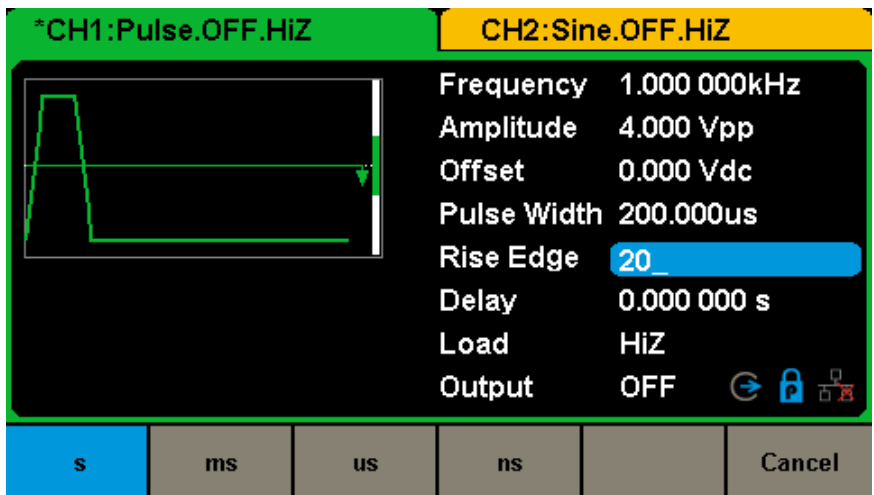 *CH1:Pulse.OFF.HiZ CH2:Sine.OFF.HiZ
Frequency 1.000 000kHz
Amplitude 4.000 Vpp
Offset 0.000 Vdc
Pulse Width 200.000us
Rise Edge 20_
Delay 0.000 000 s
Load HiZ
Output OFF P
s ms us ns Cancel